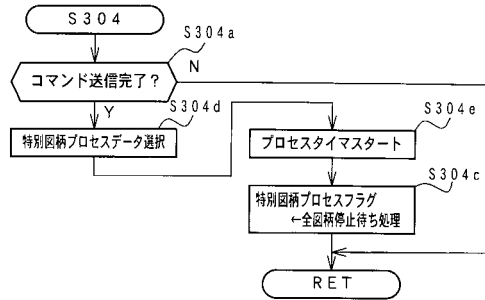 S304
S304a
コマンド送信完了？
N
Y
S304d
特別図柄プロセスデータ選択
S304e
プロセスタイマスタート
S304c
特別図柄プロセスフラグ
←全図柄停止待ち処理
RET